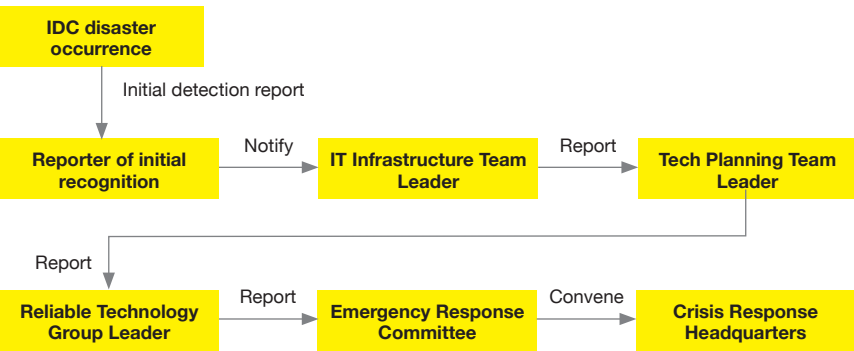 IDC disaster
occurrence
Initial detection report
Reporter of initial
recognition
Notify
IT Infrastructure Team
Leader
Report
Tech Planning Team
Leader
Report
Reliable Technology
Group Leader
Report
Emergency Response
Committee
Convene
Crisis Response
Headquarters